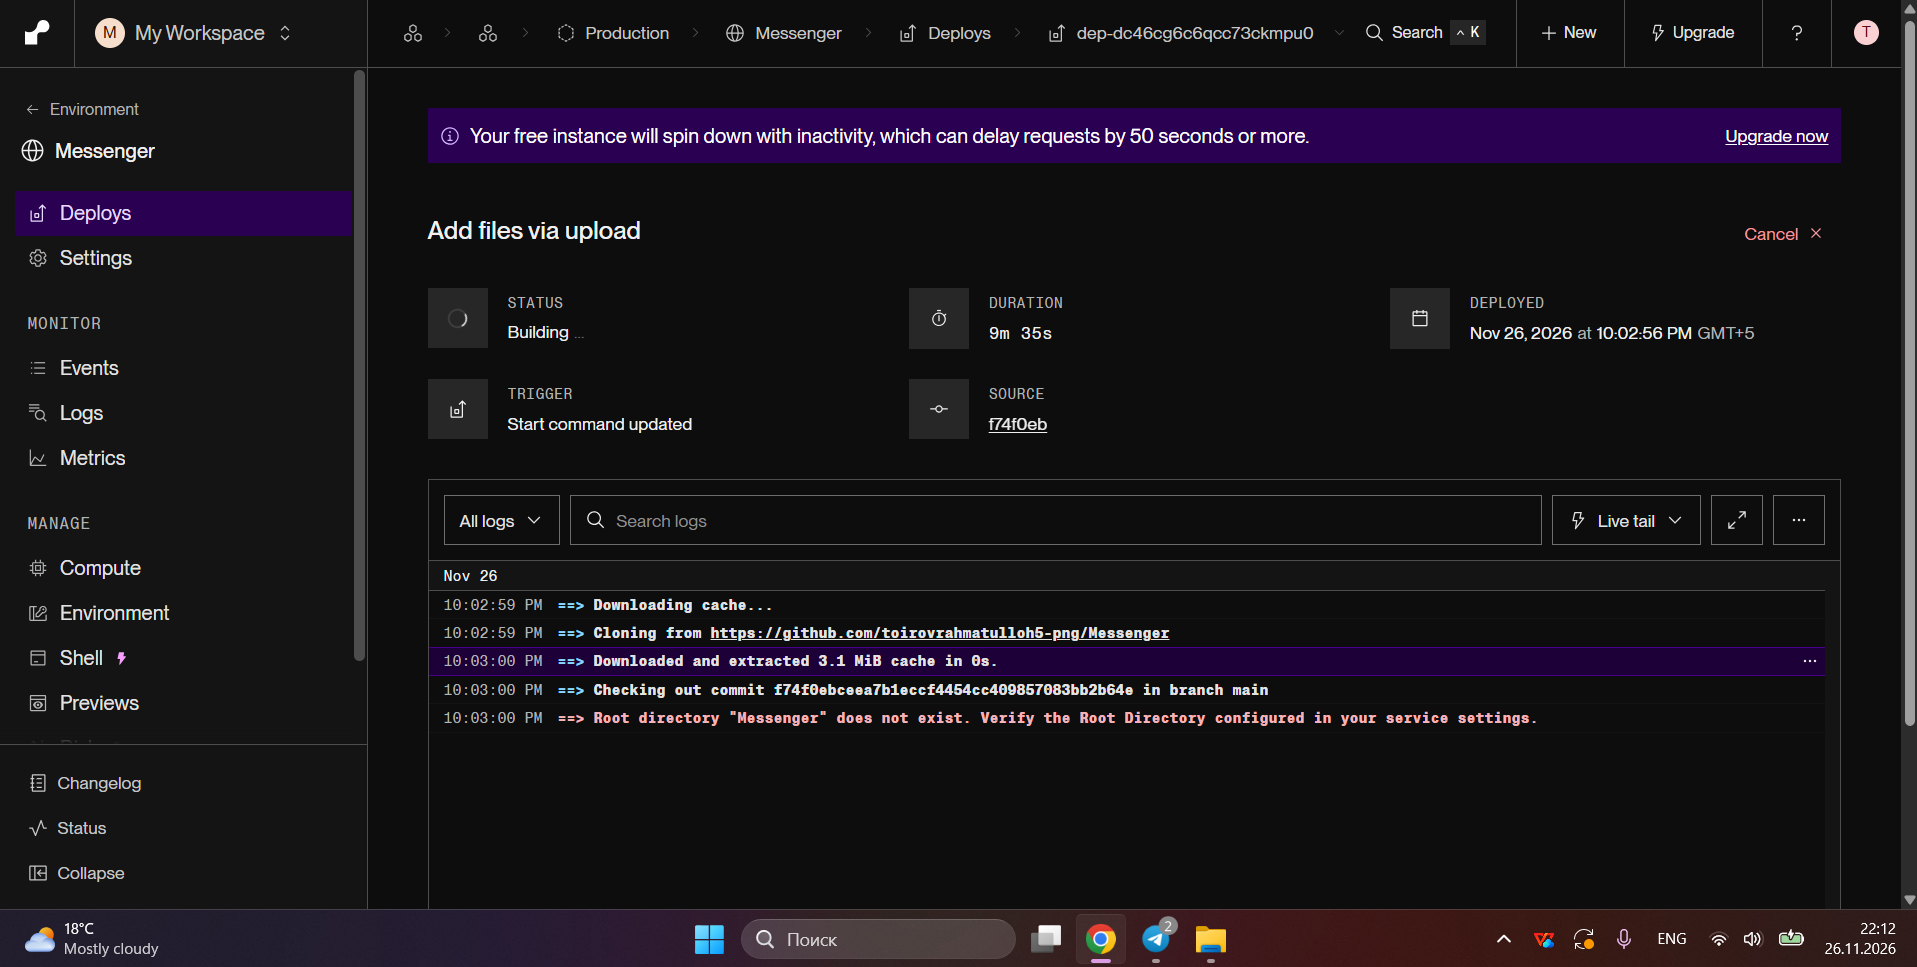 M My Workspace
Production
Messenger
Deploys
dep-dc46cg6c6qcc73ckmpu0
Search ^ K
+ New
Upgrade
?
T
← Environment
Messenger
Deploys
Settings
MONITOR
Events
Logs
Metrics
MANAGE
Compute
Environment
Shell
Previews
Changelog
Status
Collapse
Your free instance will spin down with inactivity, which can delay requests by 50 seconds or more.
Upgrade now
Add files via upload
Cancel ×
STATUS
Building ...
DURATION
9m 35s
DEPLOYED
Nov 26, 2026 at 10:02:56 PM GMT+5
TRIGGER
Start command updated
SOURCE
f74f0eb
All logs
Search logs
Live tail
Nov 26
10:02:59 PM ==> Downloading cache...
10:02:59 PM ==> Cloning from https://github.com/toirovrahmatulloh5-png/Messenger
10:03:00 PM ==> Downloaded and extracted 3.1 MiB cache in 0s.
10:03:00 PM ==> Checking out commit f74f0ebceea7b1eccf4454cc409857083bb2b64e in branch main
10:03:00 PM ==> Root directory "Messenger" does not exist. Verify the Root Directory configured in your service settings.
18°C
Mostly cloudy
Поиск
2
ENG
22:12
26.11.2026